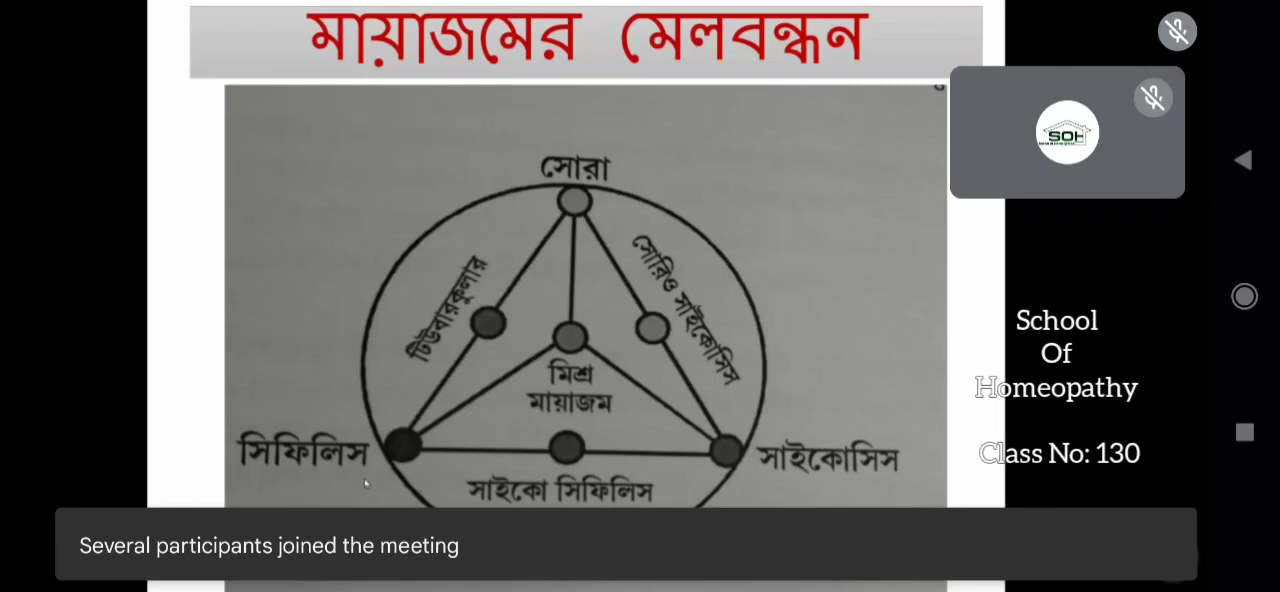 মায়াজমের মেলবন্ধন
সোরা
টিউবারকুলার
সোরিও সাইকোসিস
মিশ্র
মায়াজম
সিফিলিস
সাইকোসিস
সাইকো সিফিলিস
SOH
School
Of
Homeopathy
Class No: 130
Several participants joined the meeting